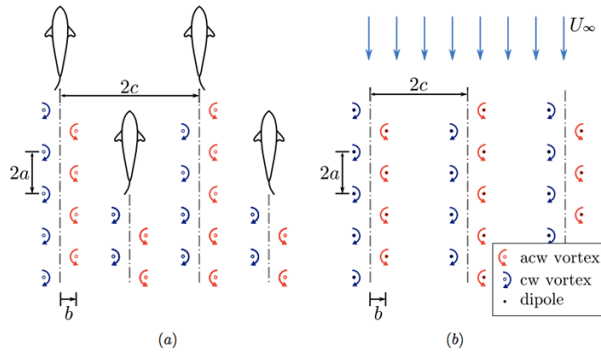 2c
2a
b
(a)
U∞
2c
2a
b
acw vortex
cw vortex
dipole
(b)